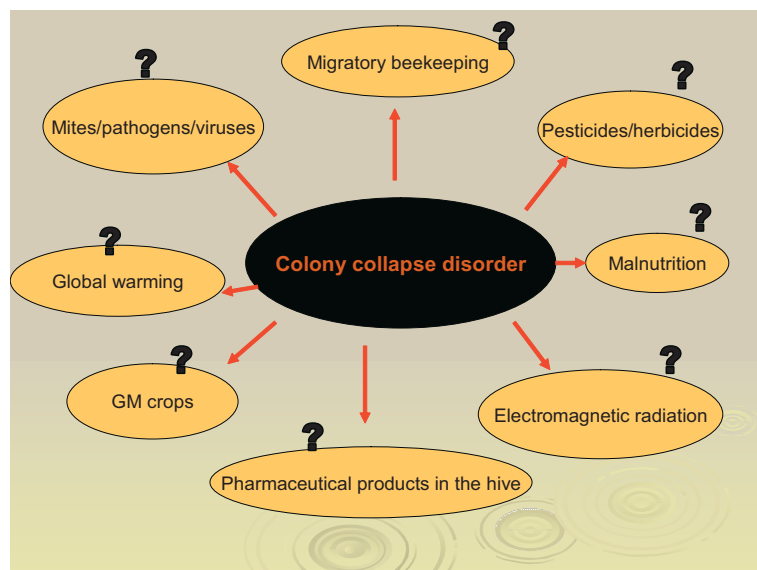 ?
Migratory beekeeping
?
Mites/pathogens/viruses
?
Pesticides/herbicides
?
Global warming
Colony collapse disorder
?
Malnutrition
?
GM crops
?
Electromagnetic radiation
?
Pharmaceutical products in the hive